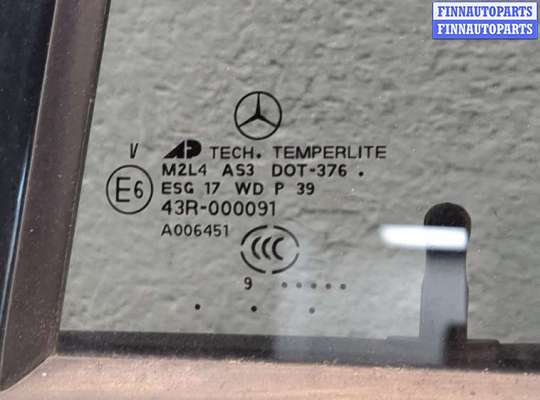 FINNAUTOPARTS
FINNAUTOPARTS
V
AP TECH. TEMPERLITE
M2L4 AS3 DOT-376 .
E6
ESG 17 WD P 39
43R-000091
A006451
CCC
9 .....
. . .